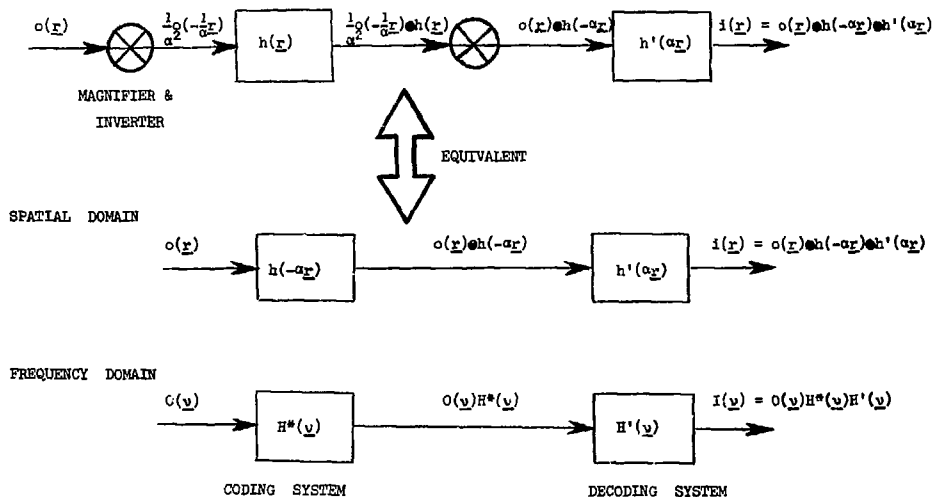 o(r) 1/α² o(-1/α r) h(r) 1/α² o(-1/α r)⊛h(r) o(r)⊛h(-αr) h'(αr) i(r) = o(r)⊛h(-αr)⊛h'(αr)
MAGNIFIER &
INVERTER
EQUIVALENT
SPATIAL DOMAIN
o(r) h(-αr) o(r)⊛h(-αr) h'(αr) i(r) = o(r)⊛h(-αr)⊛h'(αr)
FREQUENCY DOMAIN
O(ν) H*(ν) O(ν)H*(ν) H'(ν) I(ν) = O(ν)H*(ν)H'(ν)
CODING SYSTEM DECODING SYSTEM